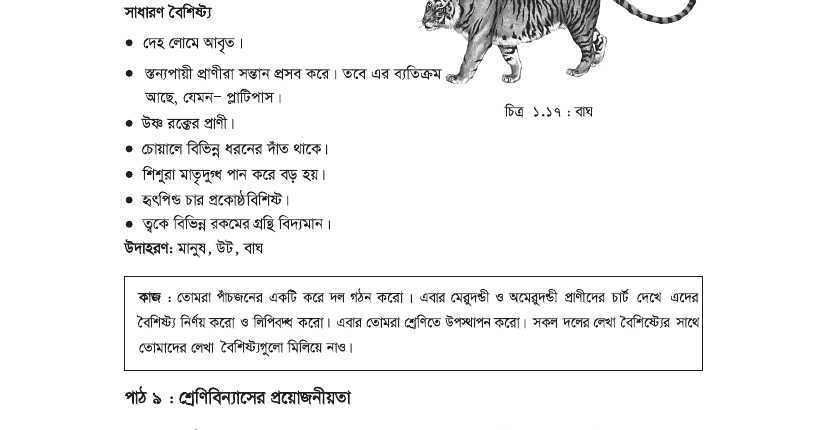 সাধারণ বৈশিষ্ট্য
• দেহ লোমে আবৃত।
• স্তন্যপায়ী প্রাণীরা সন্তান প্রসব করে। তবে এর ব্যতিক্রম
আছে, যেমন– প্লাটিপাস।
চিত্র ১.১৭ : বাঘ
• উষ্ণ রক্তের প্রাণী।
• চোয়ালে বিভিন্ন ধরনের দাঁত থাকে।
• শিশুরা মাতৃদুগ্ধ পান করে বড় হয়।
• হৃৎপিন্ড চার প্রকোষ্ঠবিশিষ্ট।
• ত্বকে বিভিন্ন রকমের গ্রন্থি বিদ্যমান।
উদাহরণ: মানুষ, উট, বাঘ
কাজ : তোমরা পাঁচজনের একটি করে দল গঠন করো । এবার মেরুদণ্ডী ও অমেরুদণ্ডী প্রাণীদের চার্ট দেখে এদের
বৈশিষ্ট্য নির্ণয় করো ও লিপিবদ্ধ করো। এবার তোমরা শ্রেণিতে উপস্থাপন করো। সকল দলের লেখা বৈশিষ্ট্যের সাথে
তোমাদের লেখা বৈশিষ্ট্যগুলো মিলিয়ে নাও।
পাঠ ৯ : শ্রেণিবিন্যাসের প্রয়োজনীয়তা